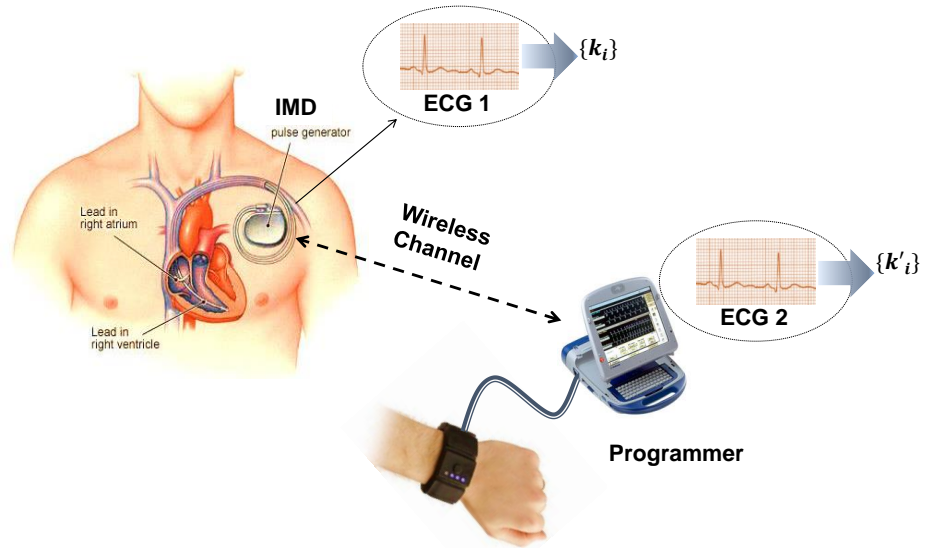 {k_i}
ECG 1
IMD
pulse generator
Lead in
right atrium
Wireless
Channel
{k'_i}
ECG 2
Lead in
right ventricle
Programmer